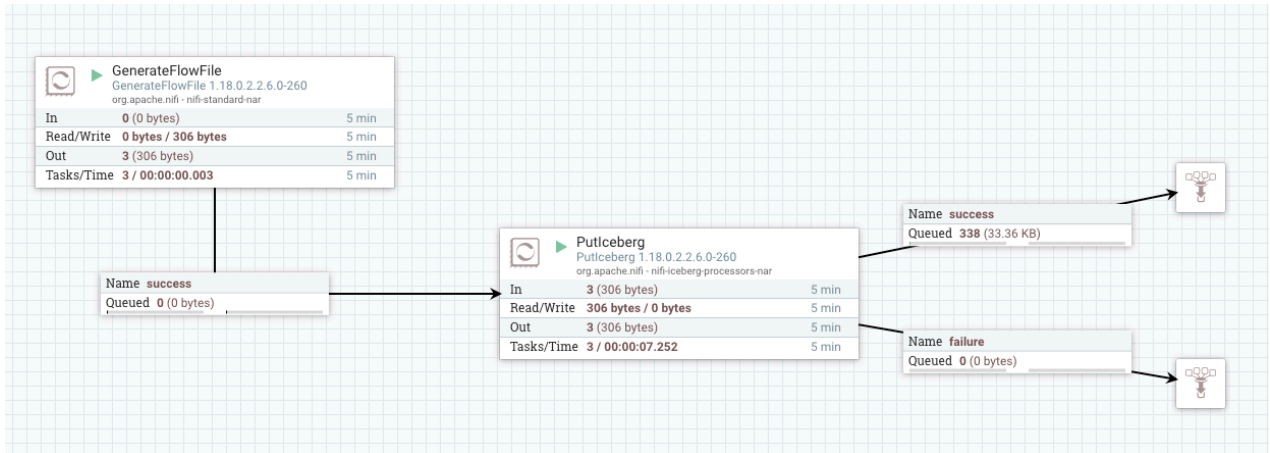 GenerateFlowFile
GenerateFlowFile 1.18.0.2.2.6.0-260
org.apache.nifi - nifi-standard-nar
In 0 (0 bytes) 5 min
Read/Write 0 bytes / 306 bytes 5 min
Out 3 (306 bytes) 5 min
Tasks/Time 3 / 00:00:00.003 5 min
Name success
Queued 0 (0 bytes)
PutIceberg
PutIceberg 1.18.0.2.2.6.0-260
org.apache.nifi - nifi-iceberg-processors-nar
In 3 (306 bytes) 5 min
Read/Write 306 bytes / 0 bytes 5 min
Out 3 (306 bytes) 5 min
Tasks/Time 3 / 00:00:07.252 5 min
Name success
Queued 338 (33.36 KB)
Name failure
Queued 0 (0 bytes)